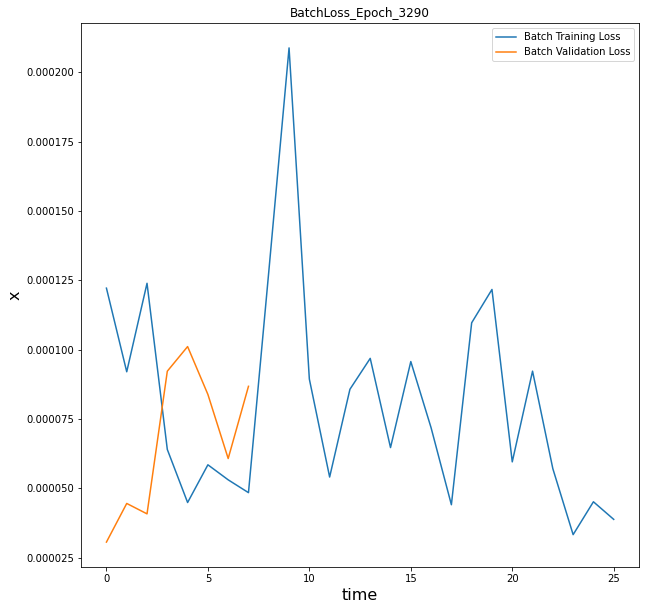 BatchLoss_Epoch_3290
Batch Training Loss
Batch Validation Loss
0.000200
0.000175
0.000150
0.000125
0.000100
0.000075
0.000050
0.000025
x
0 5 10 15 20 25
time